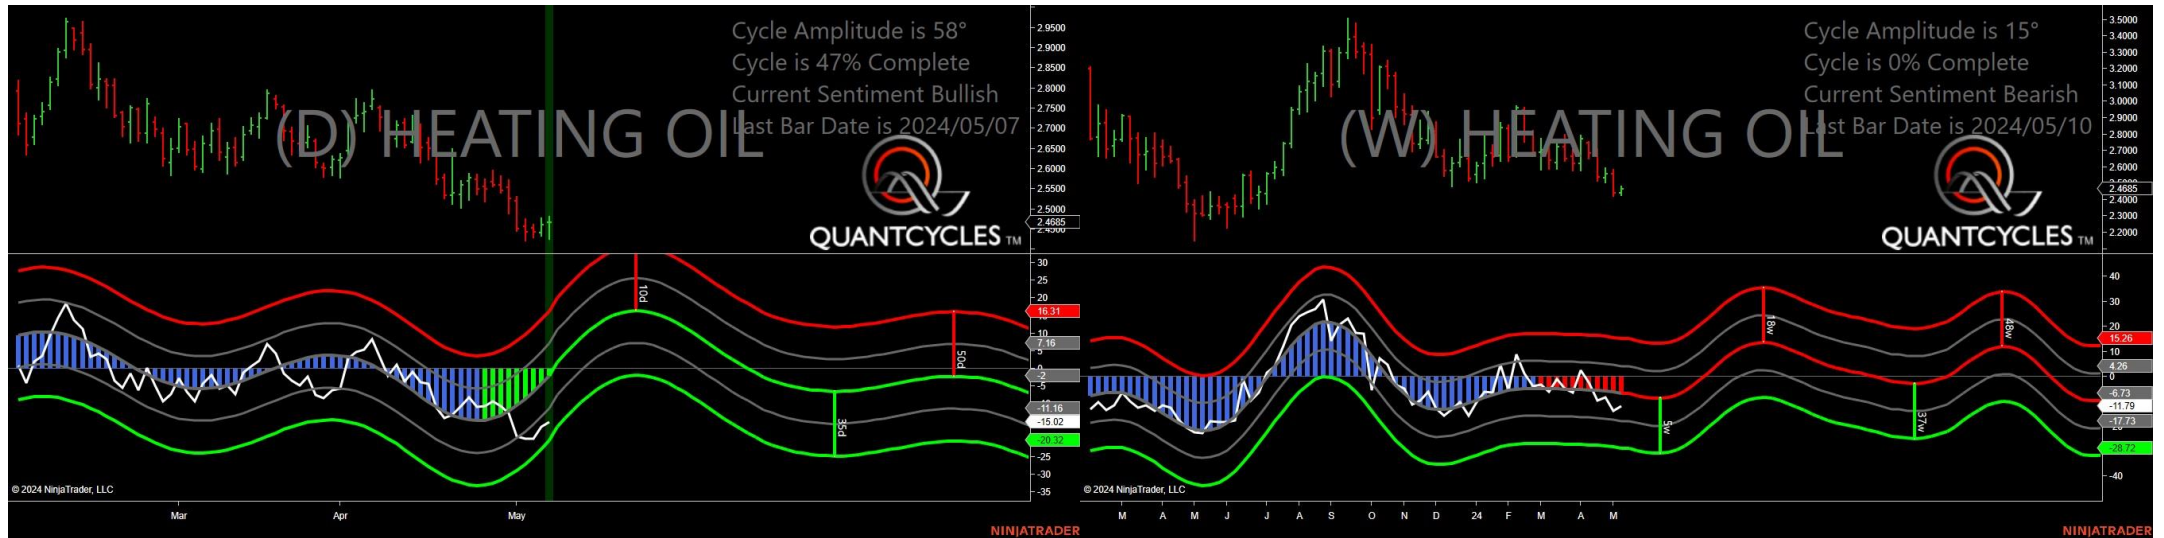 Cycle Amplitude is 58°
Cycle is 47% Complete
Current Sentiment Bullish
Last Bar Date is 2024/05/07
(D) HEATING OIL
QUANTCYCLES TM
2.9500
2.9000
2.8500
2.8000
2.7500
2.7000
2.6500
2.6000
2.5500
2.5000
2.4685
10d
35d
50d
30
25
20
16.31
10
7.16
5
-2
-5
-11.16
-15.02
-20.32
-25
-30
-35
© 2024 NinjaTrader, LLC
Mar Apr May
NINJATRADER
Cycle Amplitude is 15°
Cycle is 0% Complete
Current Sentiment Bearish
Last Bar Date is 2024/05/10
(W) HEATING OIL
QUANTCYCLES TM
3.5000
3.4000
3.3000
3.2000
3.1000
3.0000
2.9000
2.8000
2.7000
2.6000
2.4685
2.4000
2.3000
2.2000
5w
18w
37w
48w
40
30
20
15.26
10
4.26
0
-6.73
-11.79
-17.73
-28.72
-40
© 2024 NinjaTrader, LLC
M A M J J A S O N D 24 F M A M
NINJATRADER